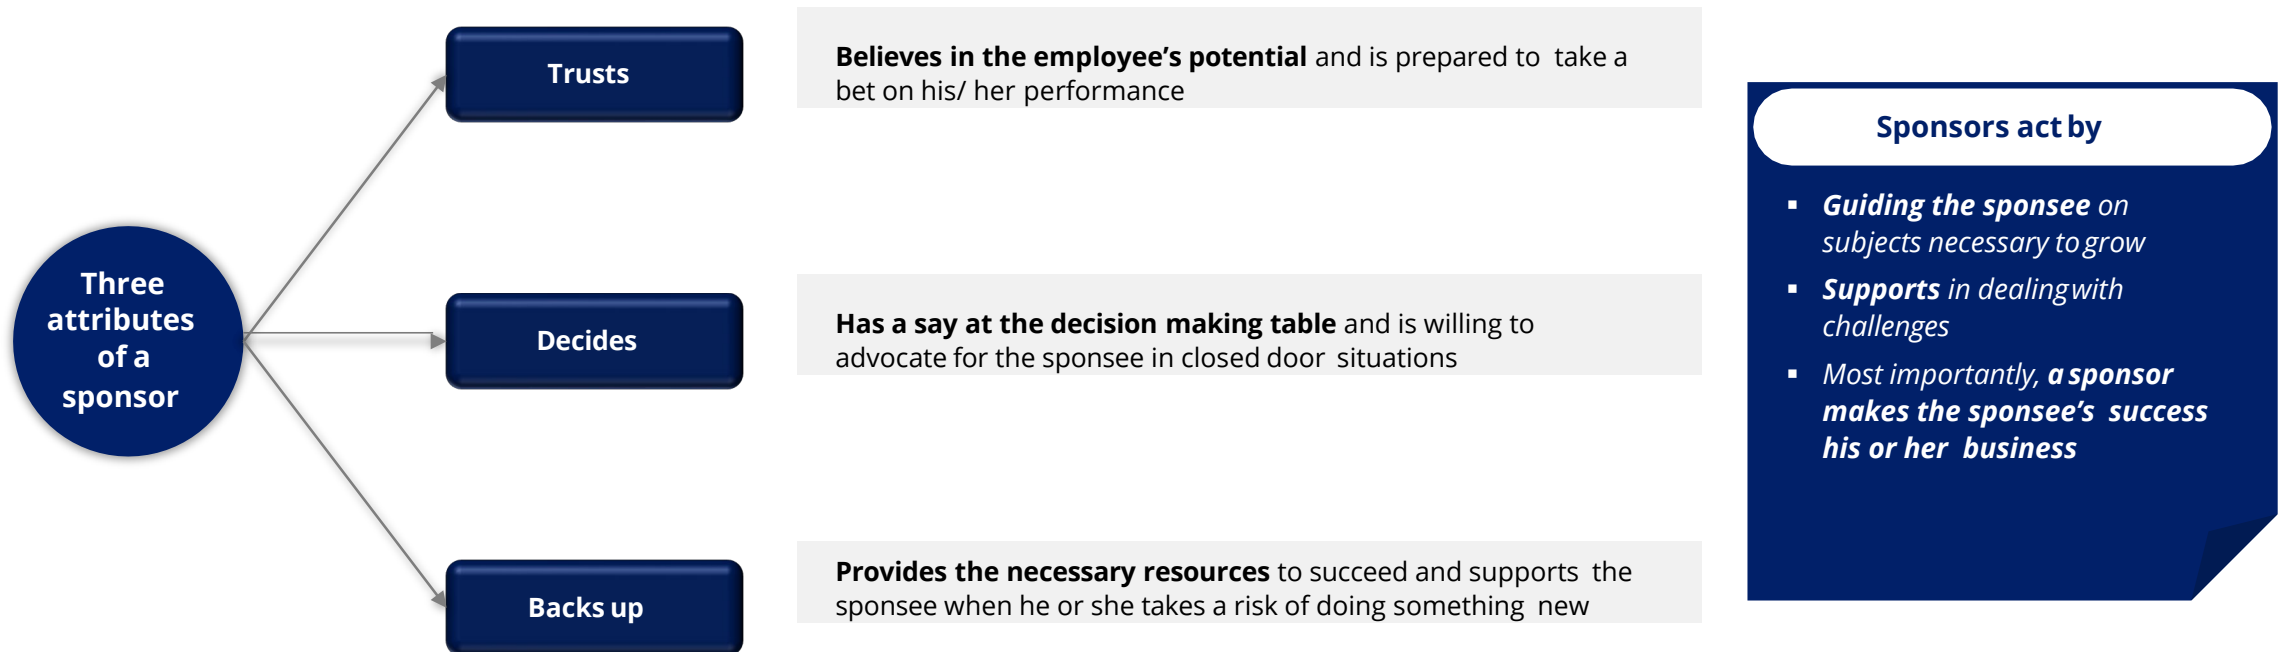 Three
attributes
of a
sponsor
Trusts
Believes in the employee’s potential and is prepared to take a
bet on his/ her performance
Decides
Has a say at the decision making table and is willing to
advocate for the sponsee in closed door situations
Backs up
Provides the necessary resources to succeed and supports the
sponsee when he or she takes a risk of doing something new
Sponsors act by
▪ Guiding the sponsee on
subjects necessary to grow
▪ Supports in dealing with
challenges
▪ Most importantly, a sponsor
makes the sponsee’s success
his or her business